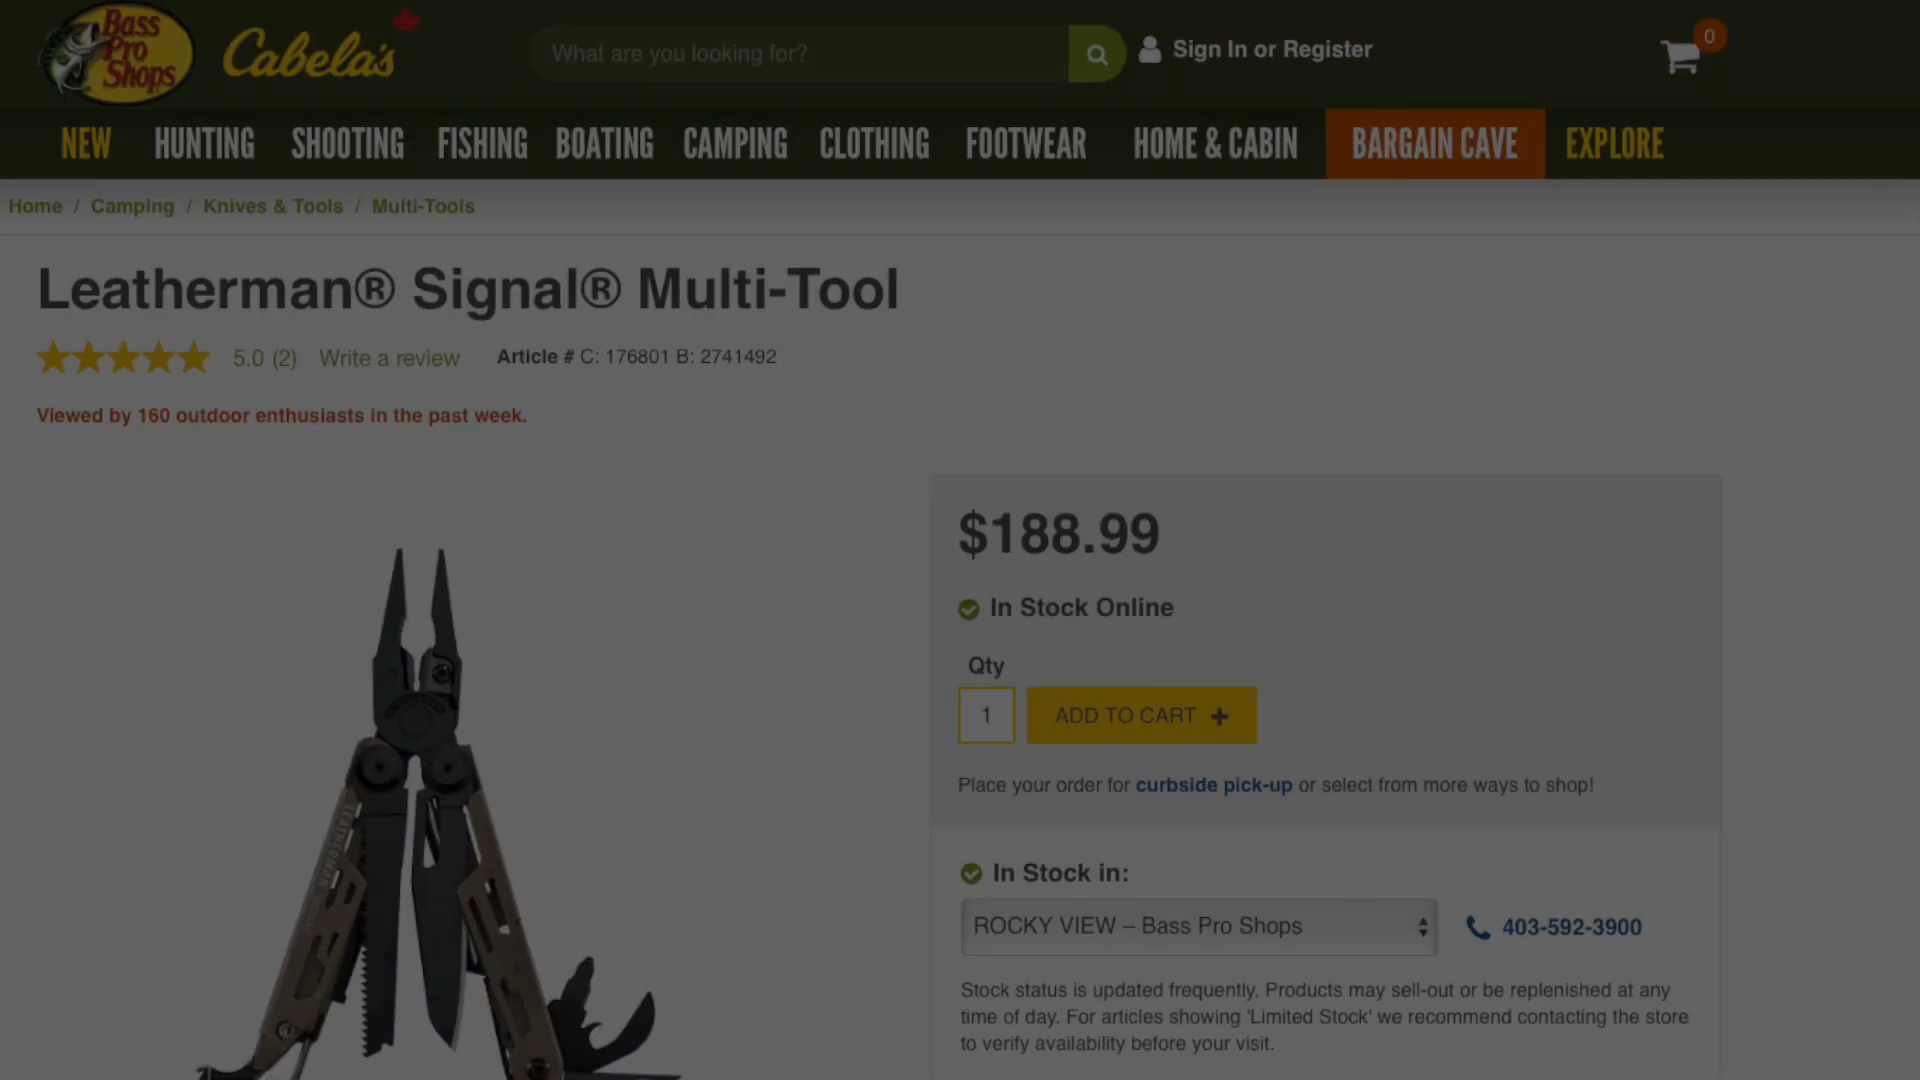 Bass
Pro
Shops
Cabela's
What are you looking for?
Sign In or Register
0
NEW HUNTING SHOOTING FISHING BOATING CAMPING CLOTHING FOOTWEAR HOME & CABIN BARGAIN CAVE EXPLORE
Home / Camping / Knives & Tools / Multi-Tools
Leatherman® Signal® Multi-Tool
5.0 (2) Write a review Article # C: 176801 B: 2741492
Viewed by 160 outdoor enthusiasts in the past week.
$188.99
In Stock Online
Qty
1 ADD TO CART +
Place your order for curbside pick-up or select from more ways to shop!
LEATHERMAN
In Stock in:
ROCKY VIEW – Bass Pro Shops 403-592-3900
Stock status is updated frequently. Products may sell-out or be replenished at any
time of day. For articles showing 'Limited Stock' we recommend contacting the store
to verify availability before your visit.